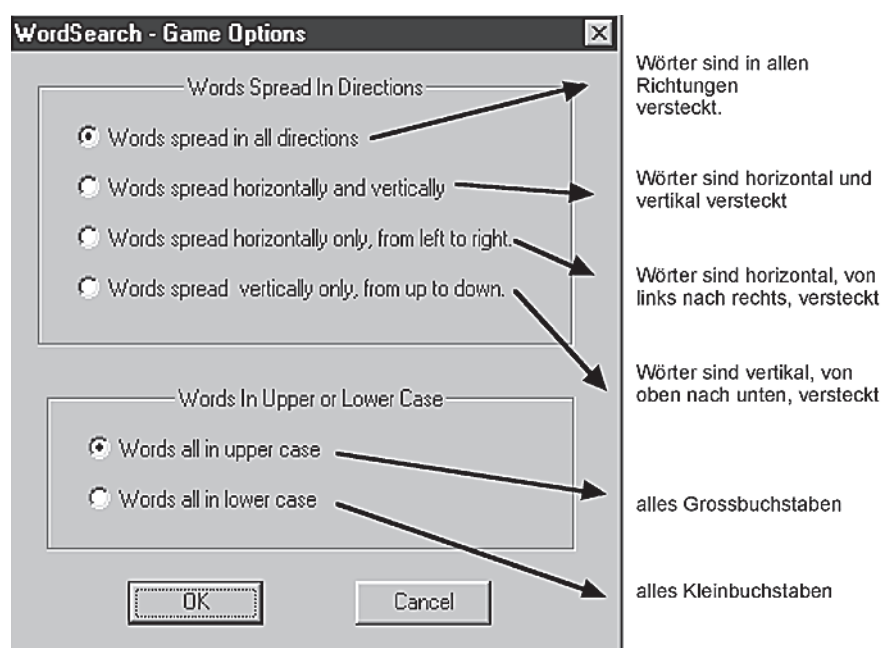 WordSearch - Game Options
Words Spread In Directions
Words spread in all directions
Words spread horizontally and vertically
Words spread horizontally only, from left to right.
Words spread vertically only, from up to down.
Words In Upper or Lower Case
Words all in upper case
Words all in lower case
OK
Cancel
Wörter sind in allen
Richtungen
versteckt.
Wörter sind horizontal und
vertikal versteckt
Wörter sind horizontal, von
links nach rechts, versteckt
Wörter sind vertikal, von
oben nach unten, versteckt
alles Grossbuchstaben
alles Kleinbuchstaben